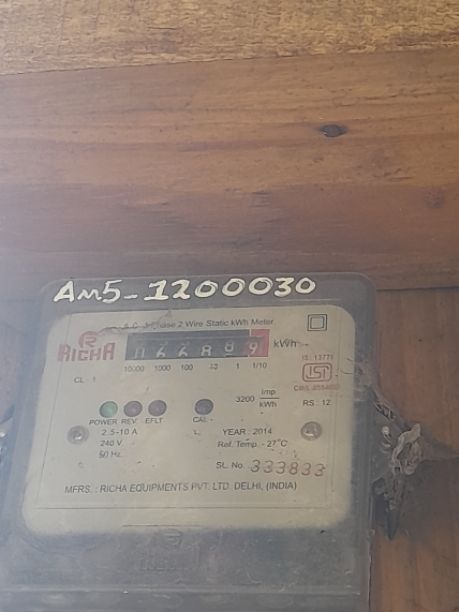 AM5-1200030
A.C. 1 Phase 2 Wire Static kWh Meter
RICHA
kWh
10000 1000 100 10 1 1/10
CL - 1
IS : 13771
ISI
3200 imp/kWh
RS : 12
POWER REV. EFLT CAL
2.5-10 A
YEAR : 2014
240 V
Ref. Temp. - 27°C
50 Hz.
SL. No. 333833
MFRS. : RICHA EQUIPMENTS PVT. LTD. DELHI, (INDIA)